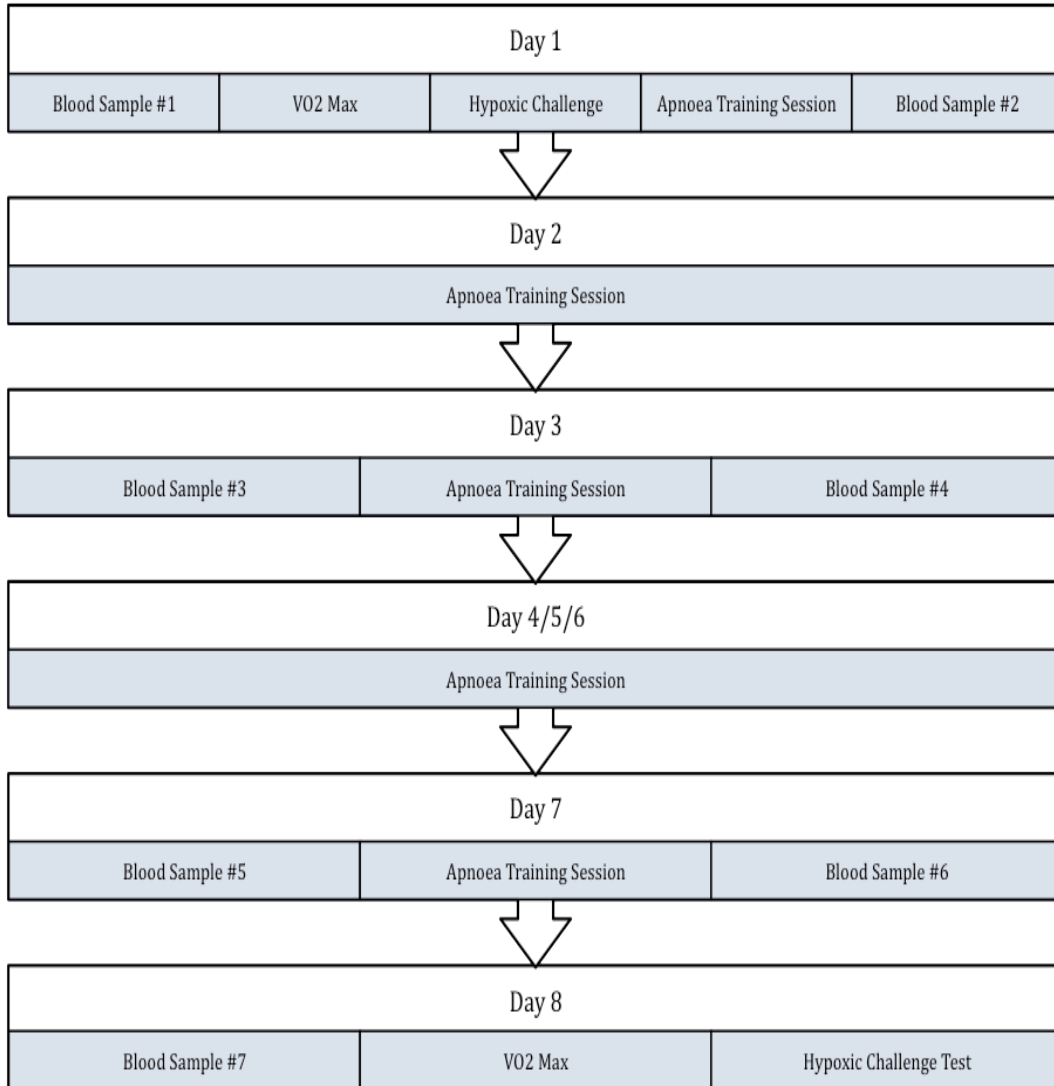 Day 1
Blood Sample #1 VO2 Max Hypoxic Challenge Apnoea Training Session Blood Sample #2
Day 2
Apnoea Training Session
Day 3
Blood Sample #3 Apnoea Training Session Blood Sample #4
Day 4/5/6
Apnoea Training Session
Day 7
Blood Sample #5 Apnoea Training Session Blood Sample #6
Day 8
Blood Sample #7 VO2 Max Hypoxic Challenge Test